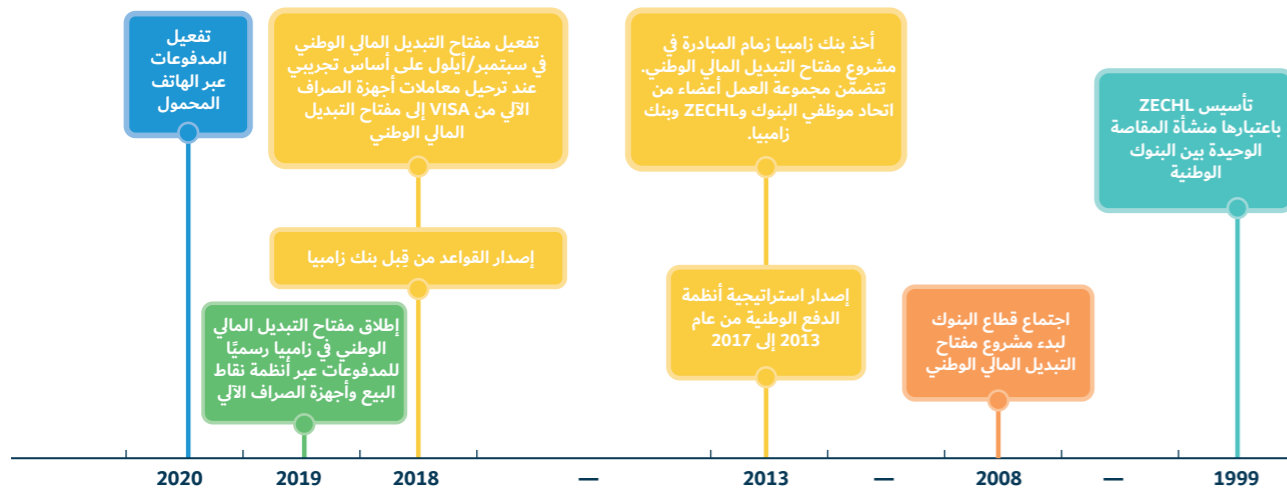 تأسيس ZECHL
باعتبارها منشأة المقاصة
الوحيدة بين البنوك
الوطنية
اجتماع قطاع البنوك
لبدء مشروع مفتاح
التبديل المالي الوطني
أخذ بنك زامبيا زمام المبادرة في
مشروع مفتاح التبديل المالي الوطني.
تتضمّن مجموعة العمل أعضاء من
اتحاد موظفي البنوك وZECHL وبنك
زامبيا.
إصدار استراتيجية أنظمة
الدفع الوطنية من عام
2013 إلى 2017
تفعيل مفتاح التبديل المالي الوطني
في سبتمبر/أيلول على أساس تجريبي
عند ترحيل معاملات أجهزة الصراف
الآلي من VISA إلى مفتاح التبديل
المالي الوطني
إصدار القواعد من قِبل بنك زامبيا
إطلاق مفتاح التبديل المالي
الوطني في زامبيا رسميًا
للمدفوعات عبر أنظمة نقاط
البيع وأجهزة الصراف الآلي
تفعيل
المدفوعات
عبر الهاتف
المحمول
1999 — 2008 — 2013 — 2018 2019 2020